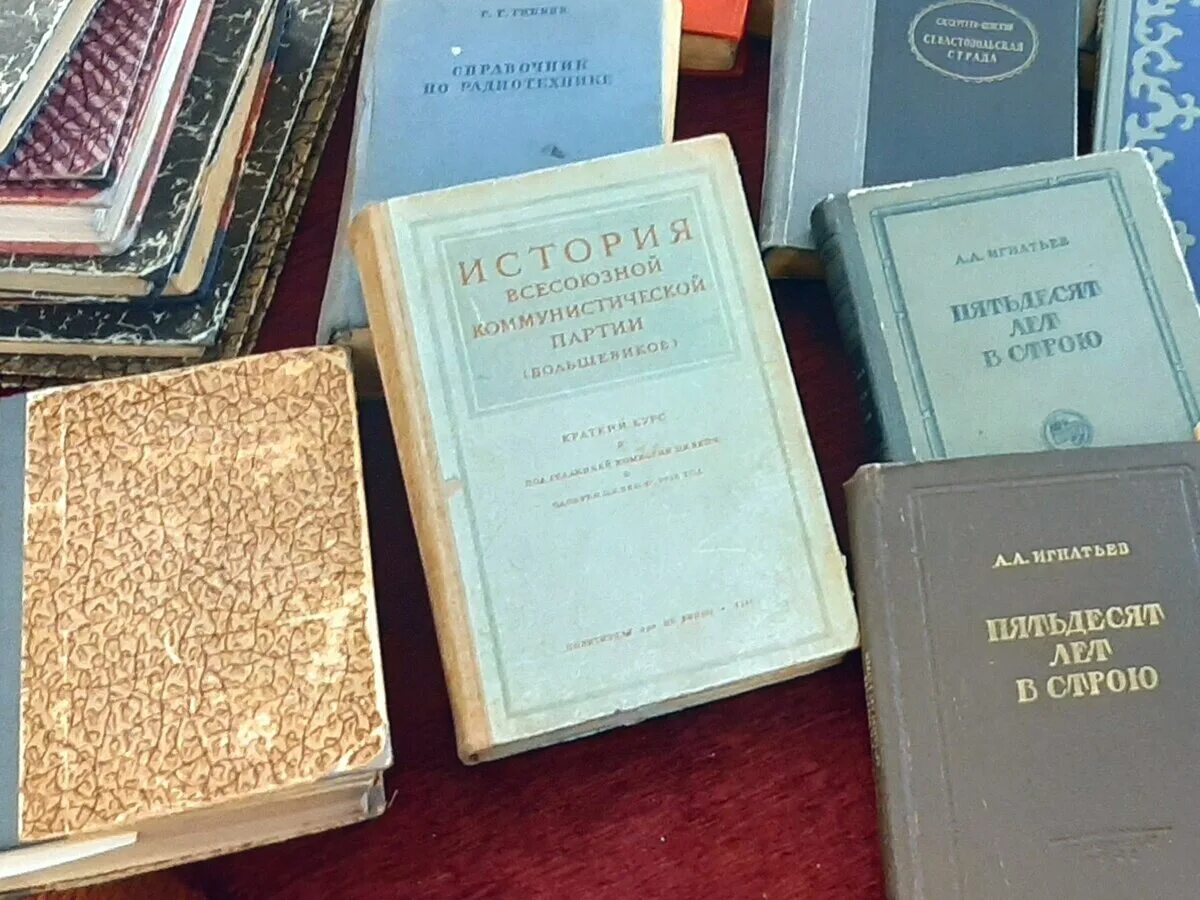 СПРАВОЧНИК
ПО РАДИОТЕХНИКЕ
СЕВАСТОПОЛЬСКАЯ
СТРАДА
ИСТОРИЯ
ВСЕСОЮЗНОЙ
КОММУНИСТИЧЕСКОЙ
ПАРТИИ
(БОЛЬШЕВИКОВ)
КРАТКИЙ КУРС
А.А. ИГНАТЬЕВ
ПЯТЬДЕСЯТ
ЛЕТ
В СТРОЮ
А.А. ИГНАТЬЕВ
ПЯТЬДЕСЯТ
ЛЕТ
В СТРОЮ